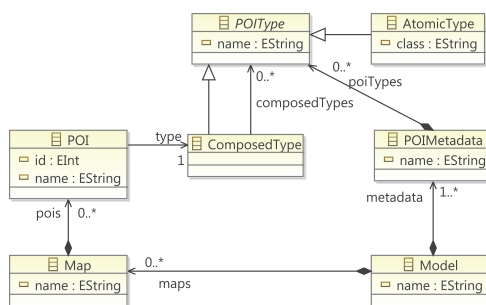 POIType
name : EString
AtomicType
class : EString
0..*
0..*
poiTypes
composedTypes
POI
id : EInt
name : EString
type
1
ComposedType
POIMetadata
name : EString
pois
0..*
metadata
1..*
Map
name : EString
0..*
maps
Model
name : EString